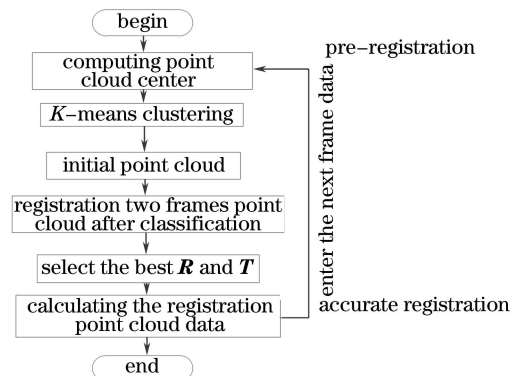 begin
computing point
cloud center
K-means clustering
initial point cloud
registration two frames point
cloud after classification
select the best R and T
calculating the registration
point cloud data
end
pre-registration
enter the next frame data
accurate registration